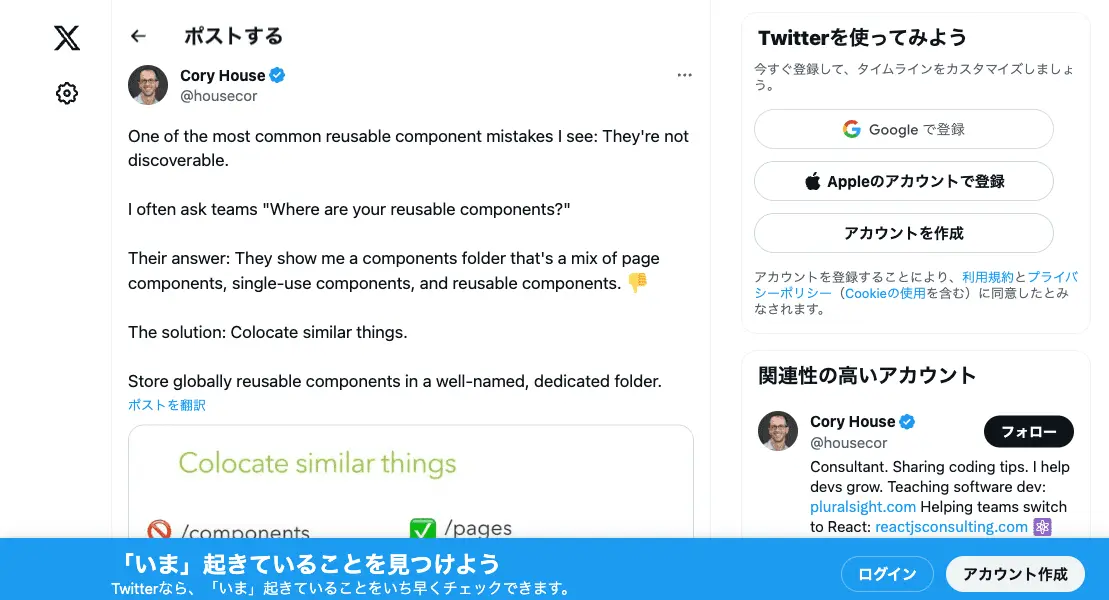 ポストする
Cory House
@housecor
One of the most common reusable component mistakes I see: They're not
discoverable.
I often ask teams "Where are your reusable components?"
Their answer: They show me a components folder that's a mix of page
components, single-use components, and reusable components. 👎
The solution: Colocate similar things.
Store globally reusable components in a well-named, dedicated folder.
ポストを翻訳
Colocate similar things
🚫 /components
✅ /pages
Twitterを使ってみよう
今すぐ登録して、タイムラインをカスタマイズしましょ
う。
Google で登録
Appleのアカウントで登録
アカウントを作成
アカウントを登録することにより、利用規約とプライバ
シーポリシー（Cookieの使用を含む）に同意したとみ
なされます。
関連性の高いアカウント
Cory House
@housecor
フォロー
Consultant. Sharing coding tips. I help
devs grow. Teaching software dev:
pluralsight.com Helping teams switch
to React: reactjsconsulting.com ⚛
「いま」起きていることを見つけよう
Twitterなら、「いま」起きていることをいち早くチェックできます。
ログイン
アカウント作成